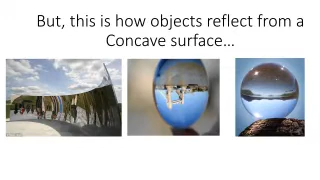 But, this is how objects reflect from a
Concave surface…